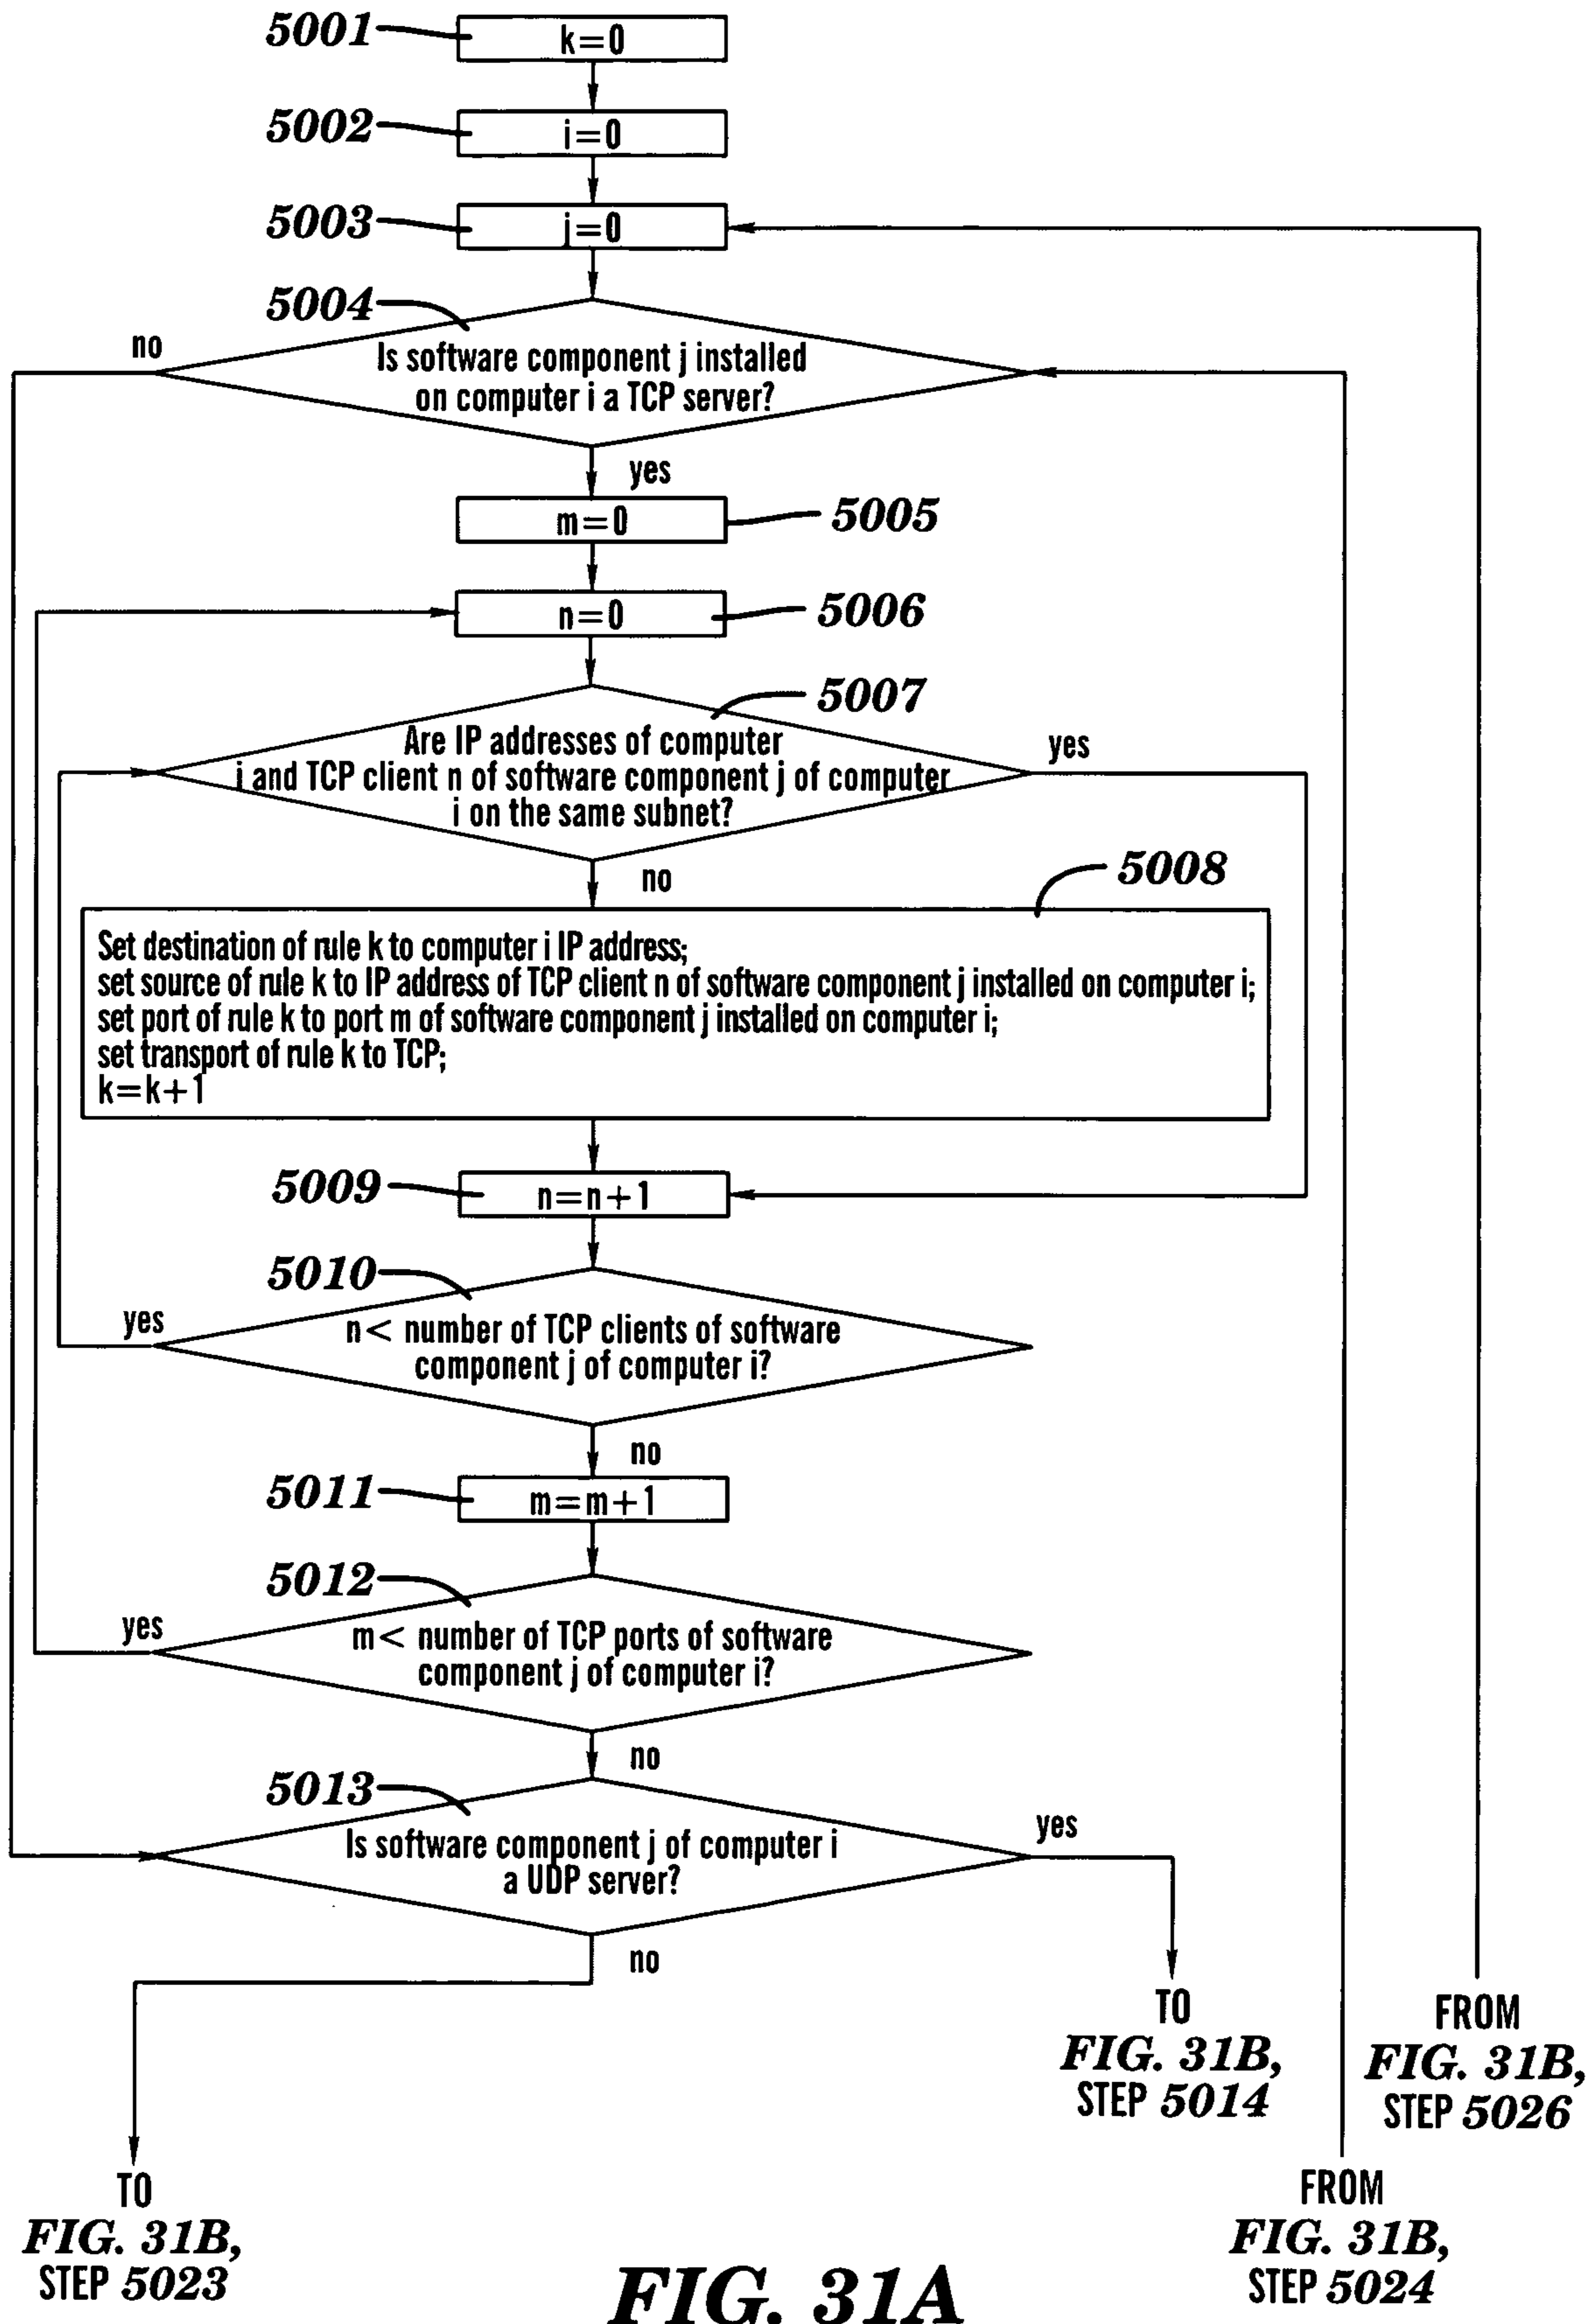 5001
k=0
5002
i=0
5003
j=0
5004
no
Is software component j installed
on computer i a TCP server?
yes
m=0
5005
n=0
5006
5007
Are IP addresses of computer
i and TCP client n of software component j of computer
i on the same subnet?
yes
no
5008
Set destination of rule k to computer i IP address;
set source of rule k to IP address of TCP client n of software component j installed on computer i;
set port of rule k to port m of software component j installed on computer i;
set transport of rule k to TCP;
k=k+1
5009
n=n+1
5010
yes
n< number of TCP clients of software
component j of computer i?
no
5011
m=m+1
5012
yes
m< number of TCP ports of software
component j of computer i?
no
5013
Is software component j of computer i
a UDP server?
yes
no
TO
FIG. 31B,
STEP 5014
FROM
FIG. 31B,
STEP 5026
TO
FIG. 31B,
STEP 5023
FROM
FIG. 31B,
STEP 5024
FIG. 31A